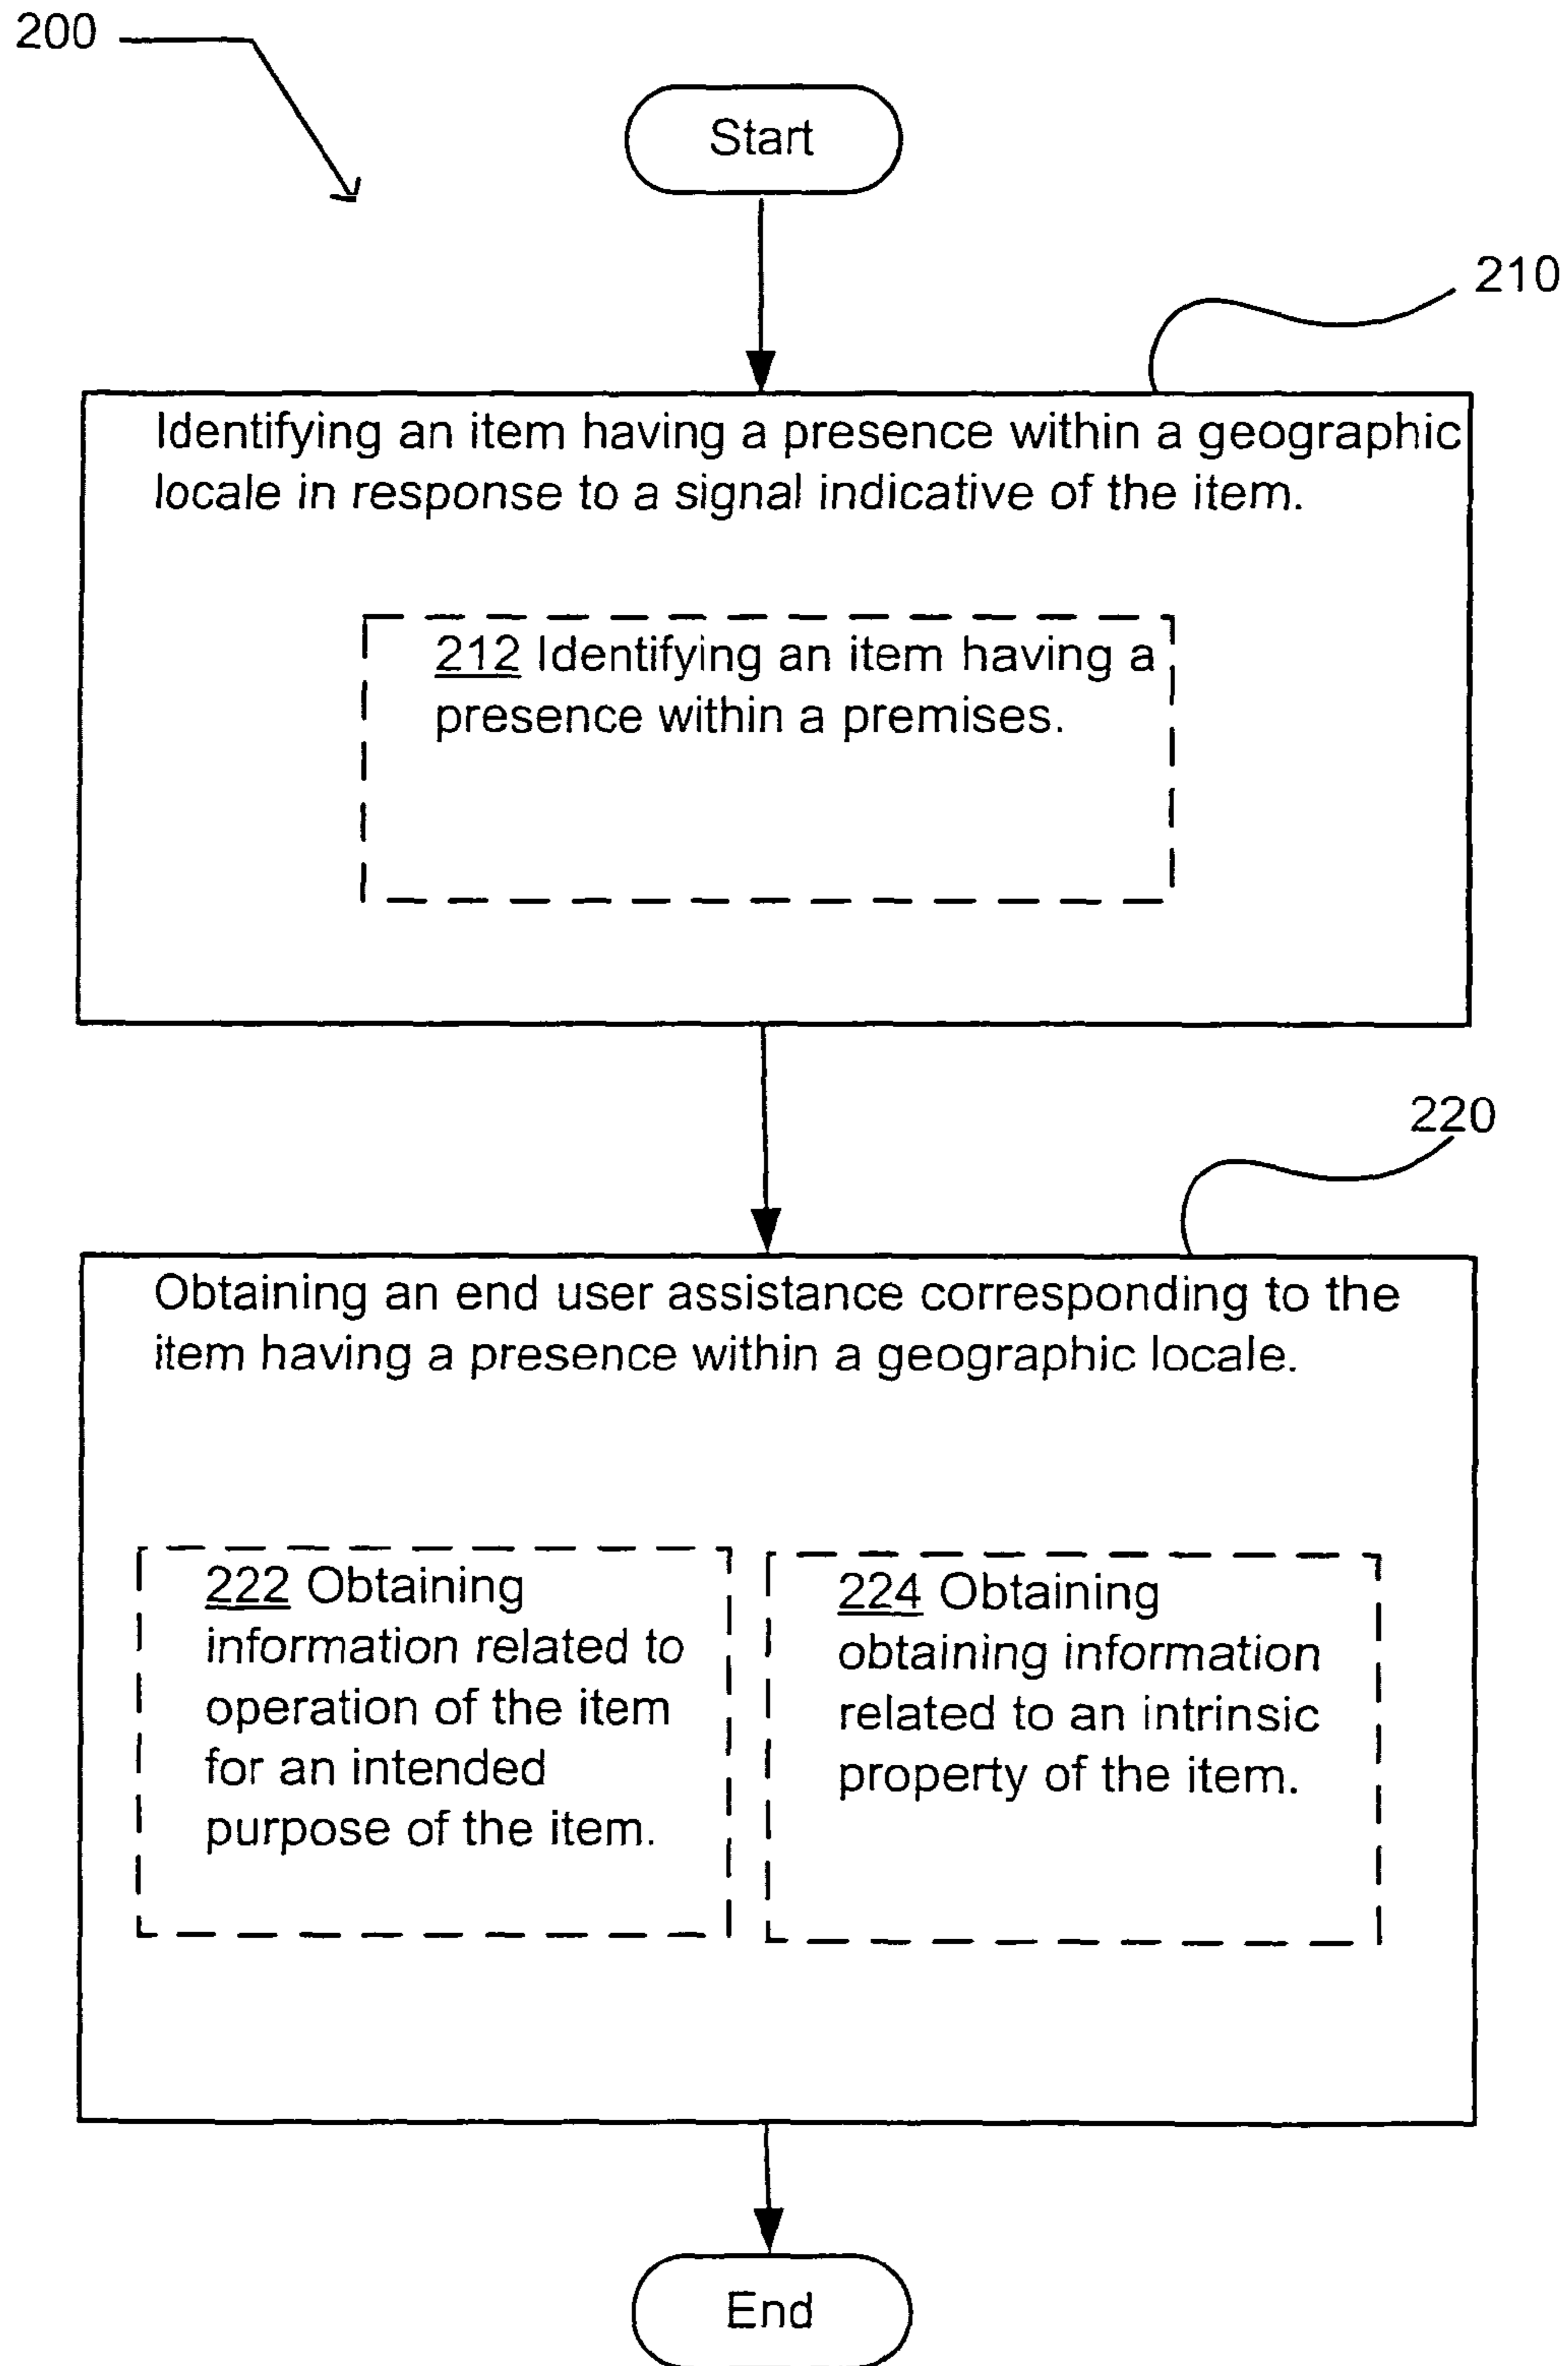 200
Start
210
Identifying an item having a presence within a geographic
locale in response to a signal indicative of the item.
212 Identifying an item having a
presence within a premises.
220
Obtaining an end user assistance corresponding to the
item having a presence within a geographic locale.
222 Obtaining
information related to
operation of the item
for an intended
purpose of the item.
224 Obtaining
obtaining information
related to an intrinsic
property of the item.
End